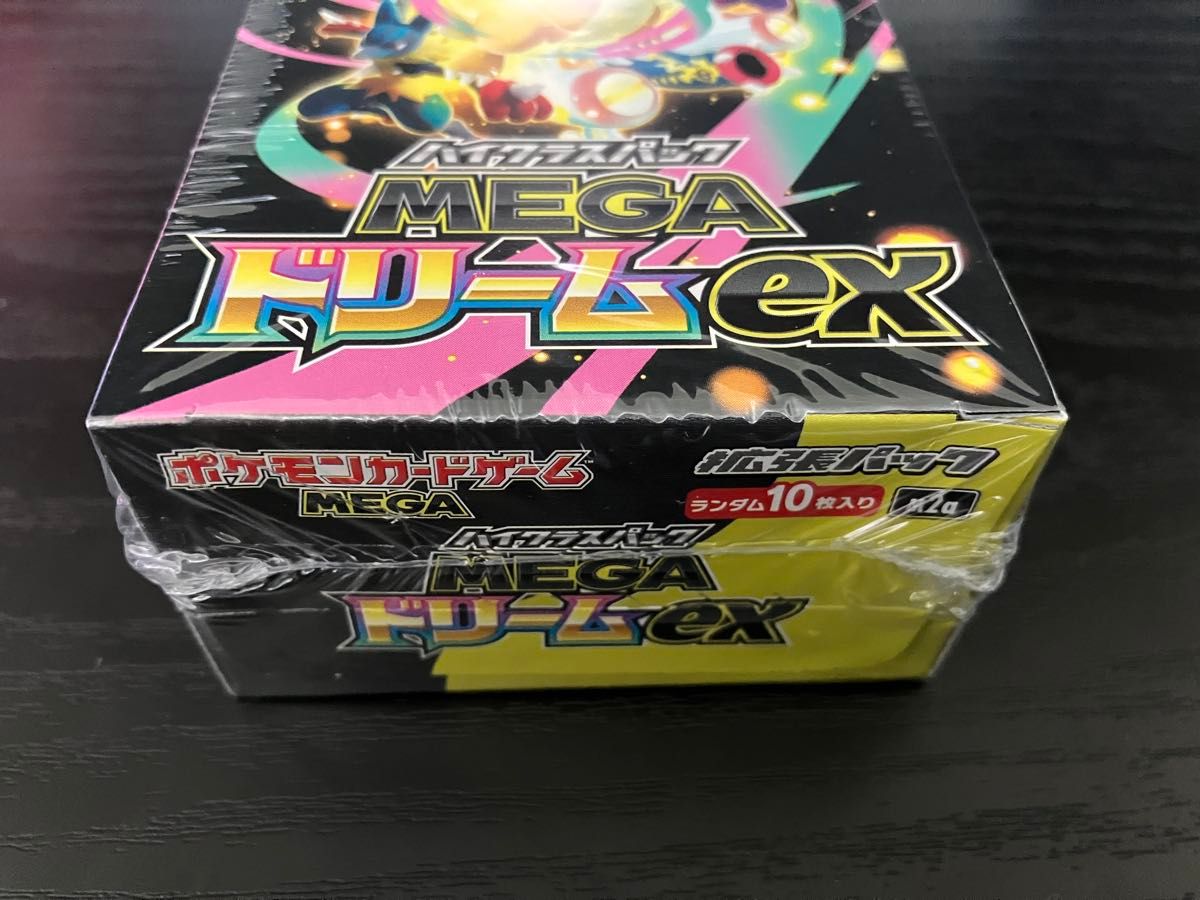 ハイクラスパック
MEGA
ドリームex
ポケモンカードゲーム™
MEGA
拡張パック
ランダム10枚入り
M2a
ハイクラスパック
MEGA
ドリームex